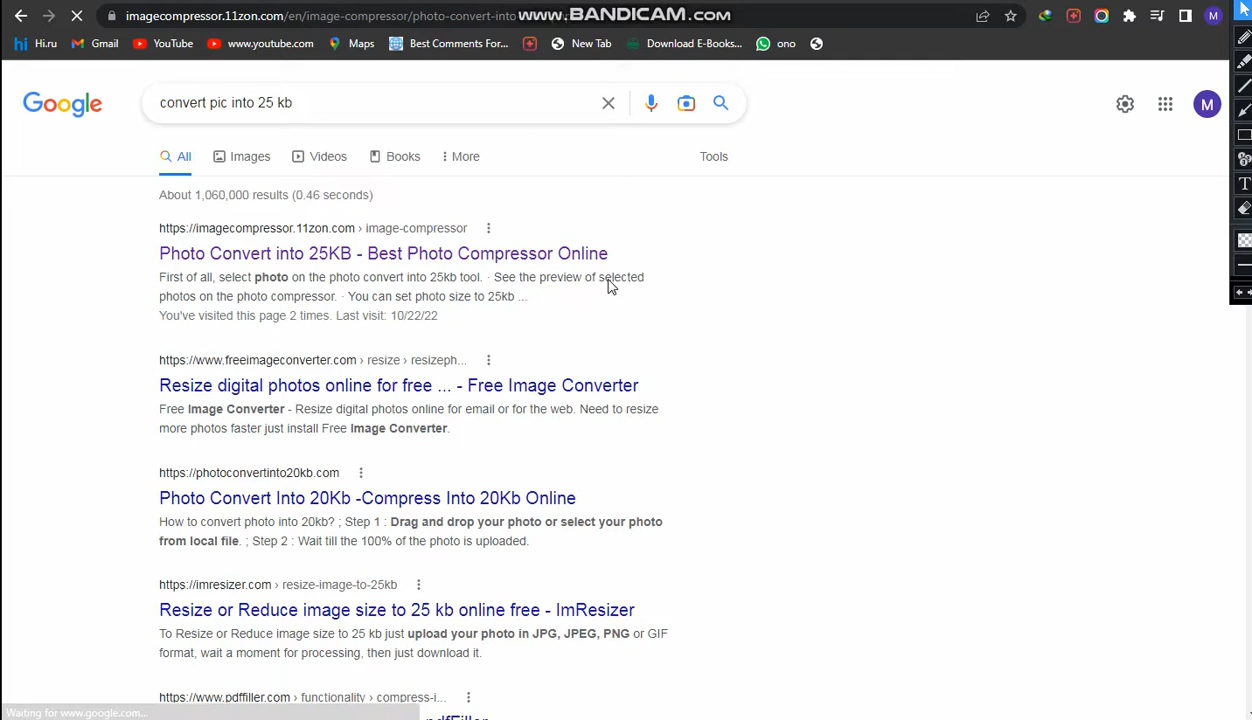 imagecompressor.11zon.com/en/image-compressor/photo-convert-into
www.BANDICAM.com
M
Hi.ru Gmail YouTube www.youtube.com Maps Best Comments For... New Tab Download E-Books... ono
Google
convert pic into 25 kb
M
All Images Videos Books More Tools
About 1,060,000 results (0.46 seconds)
https://imagecompressor.11zon.com › image-compressor
Photo Convert into 25KB - Best Photo Compressor Online
First of all, select photo on the photo convert into 25kb tool. · See the preview of selected
photos on the photo compressor. · You can set photo size to 25kb ...
You've visited this page 2 times. Last visit: 10/22/22
https://www.freeimageconverter.com › resize › resizeph...
Resize digital photos online for free ... - Free Image Converter
Free Image Converter - Resize digital photos online for email or for the web. Need to resize
more photos faster just install Free Image Converter.
https://photoconvertinto20kb.com
Photo Convert Into 20Kb -Compress Into 20Kb Online
How to convert photo into 20kb? ; Step 1 : Drag and drop your photo or select your photo
from local file. ; Step 2 : Wait till the 100% of the photo is uploaded.
https://imresizer.com › resize-image-to-25kb
Resize or Reduce image size to 25 kb online free - ImResizer
To Resize or Reduce image size to 25 kb just upload your photo in JPG, JPEG, PNG or GIF
format, wait a moment for processing, then just download it.
https://www.pdffiller.com › functionality › compress-i...
pdfFiller
Waiting for www.google.com...